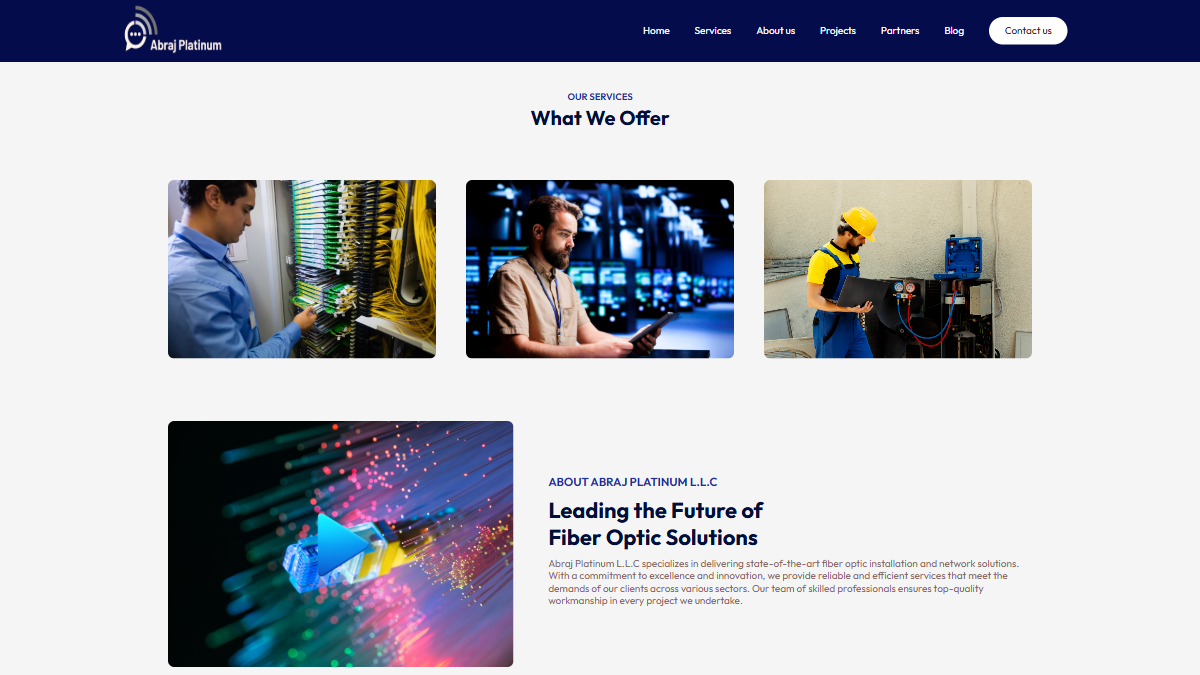 Abraj Platinum
Home Services About us Projects Partners Blog Contact us
OUR SERVICES
What We Offer
ABOUT ABRAJ PLATINUM L.L.C
Leading the Future of
Fiber Optic Solutions
Abraj Platinum L.L.C specializes in delivering state-of-the-art fiber optic installation and network solutions.
With a commitment to excellence and innovation, we provide reliable and efficient services that meet the
demands of our clients across various sectors. Our team of skilled professionals ensures top-quality
workmanship in every project we undertake.